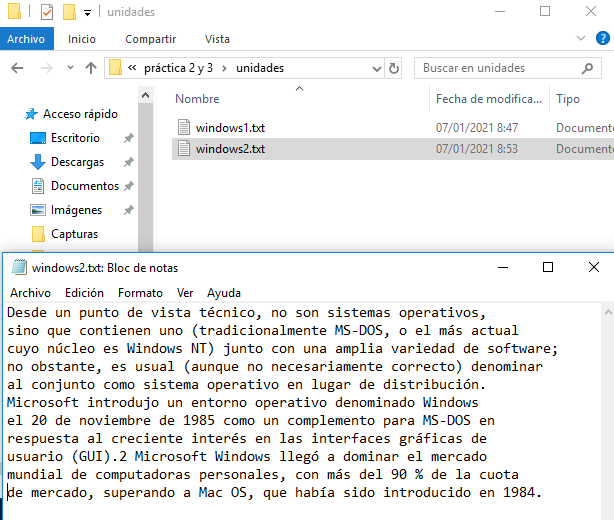 unidades
Archivo Inicio Compartir Vista
« práctica 2 y 3 > unidades Buscar en unidades
Acceso rápido
Escritorio
Descargas
Documentos
Imágenes
Capturas
Nombre Fecha de modifica... Tipo
windows1.txt 07/01/2021 8:47 Documento
windows2.txt 07/01/2021 8:53 Documento
windows2.txt: Bloc de notas
Archivo Edición Formato Ver Ayuda
Desde un punto de vista técnico, no son sistemas operativos,
sino que contienen uno (tradicionalmente MS-DOS, o el más actual
cuyo núcleo es Windows NT) junto con una amplia variedad de software;
no obstante, es usual (aunque no necesariamente correcto) denominar
al conjunto como sistema operativo en lugar de distribución.
Microsoft introdujo un entorno operativo denominado Windows
el 20 de noviembre de 1985 como un complemento para MS-DOS en
respuesta al creciente interés en las interfaces gráficas de
usuario (GUI).2 Microsoft Windows llegó a dominar el mercado
mundial de computadoras personales, con más del 90 % de la cuota
de mercado, superando a Mac OS, que había sido introducido en 1984.